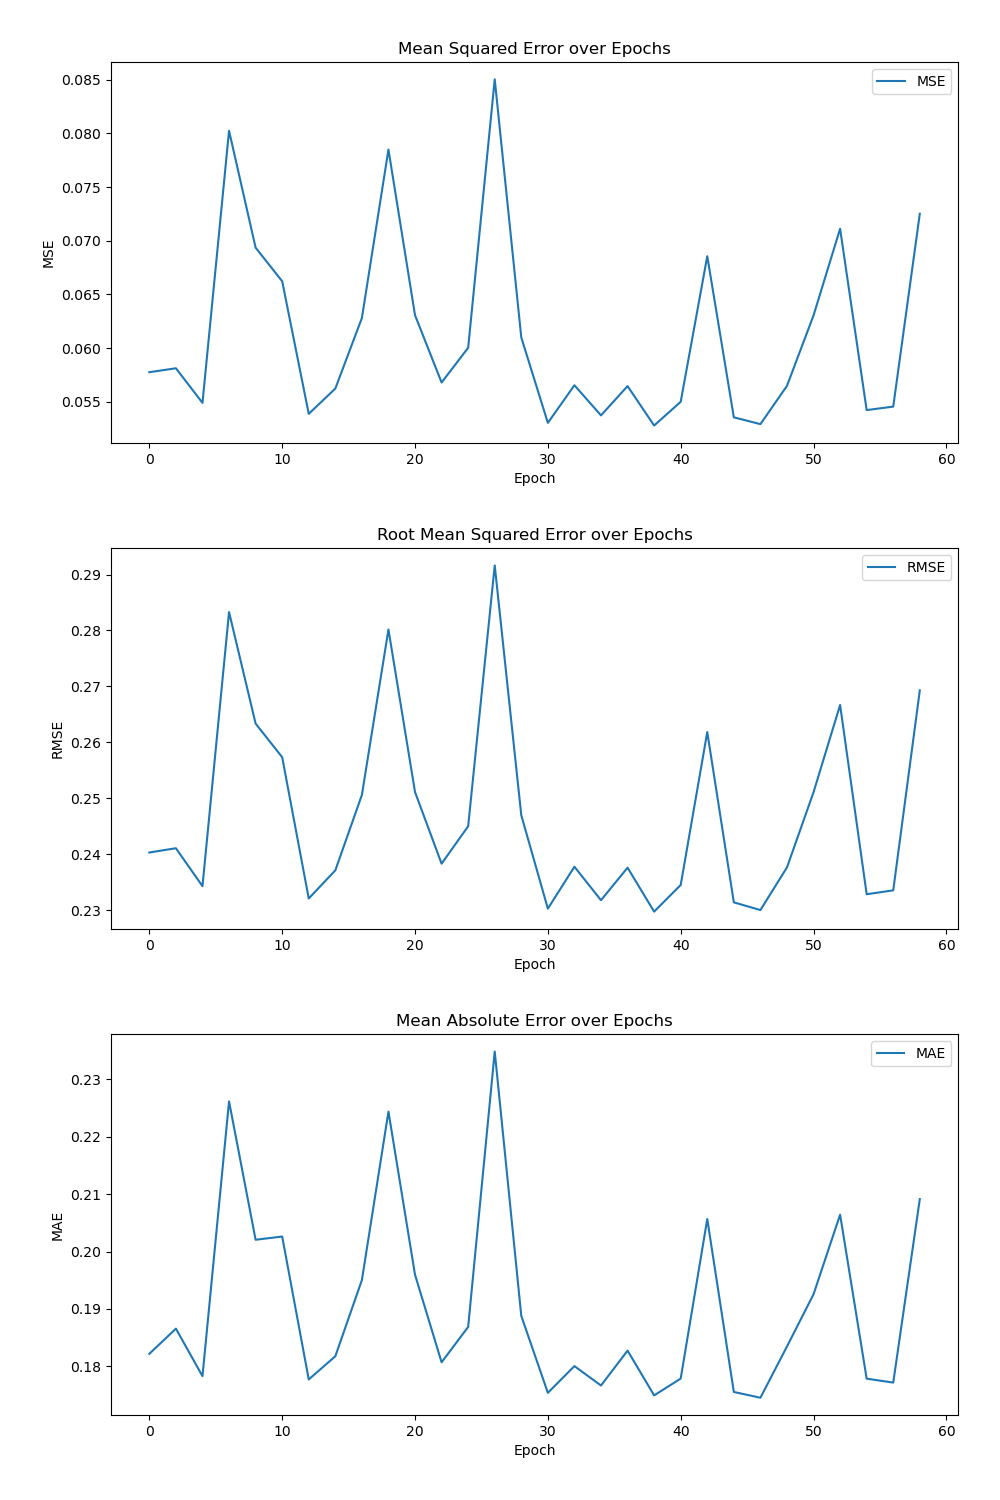 Mean Squared Error over Epochs
MSE
0.085
0.080
0.075
0.070
0.065
0.060
0.055
MSE
0 10 20 30 40 50 60
Epoch
Root Mean Squared Error over Epochs
RMSE
0.29
0.28
0.27
0.26
0.25
0.24
0.23
RMSE
0 10 20 30 40 50 60
Epoch
Mean Absolute Error over Epochs
MAE
0.23
0.22
0.21
0.20
0.19
0.18
MAE
0 10 20 30 40 50 60
Epoch